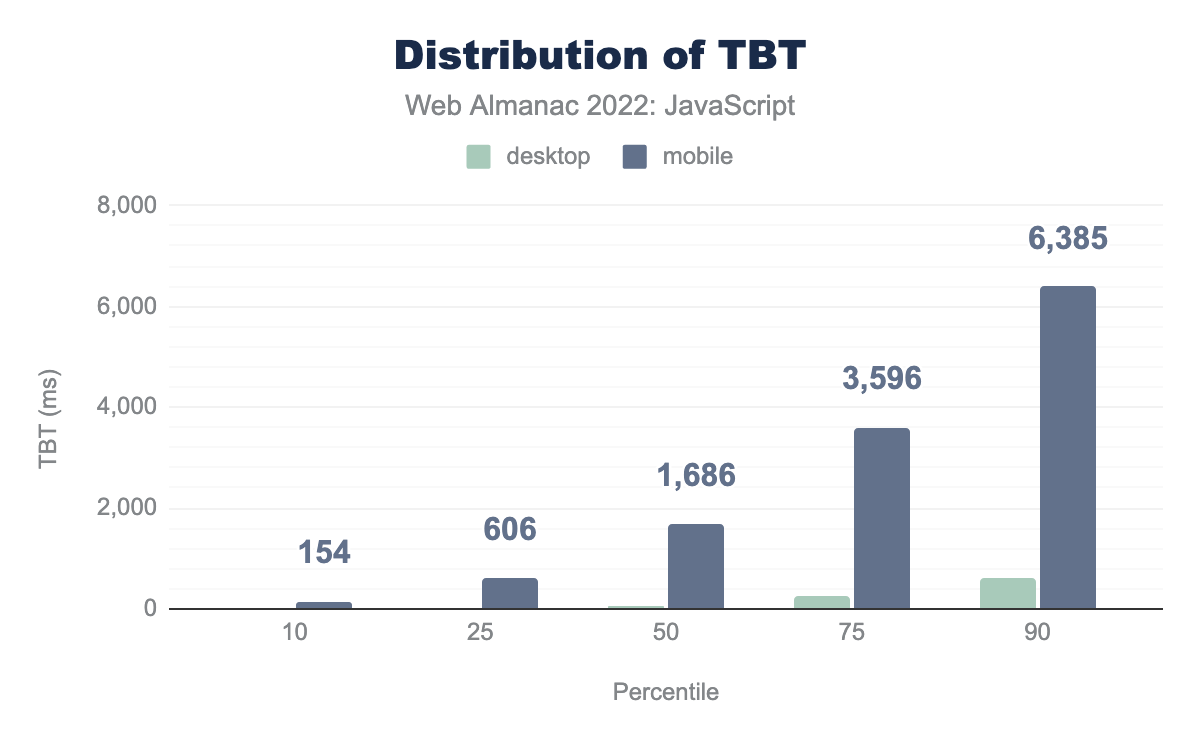 Distribution of TBT
Web Almanac 2022: JavaScript
desktop mobile
8,000
6,385
6,000
TBT (ms)
4,000
3,596
2,000
1,686
606
154
0
10 25 50 75 90
Percentile